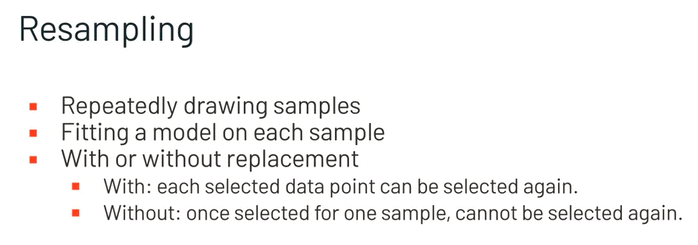 Resampling
Repeatedly drawing samples
Fitting a model on each sample
With or without replacement
With: each selected data point can be selected again.
Without: once selected for one sample, cannot be selected again.